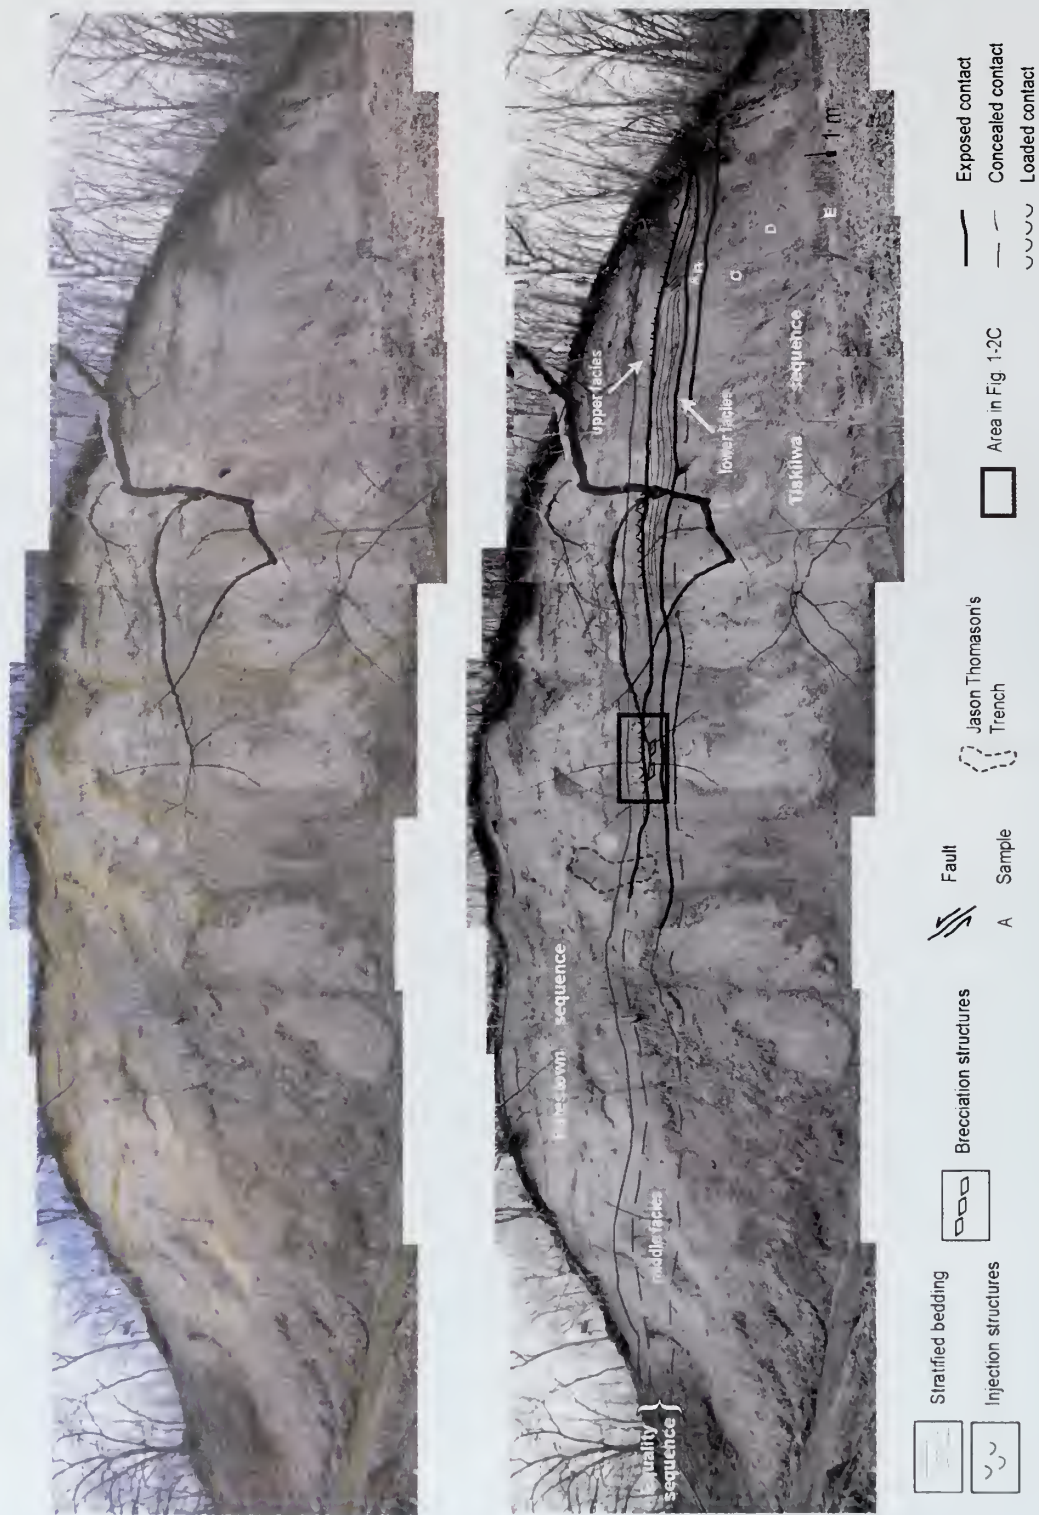 upper facies
lower facies
A B
C
D
E
1 m
Tiskilwa sequence
sequence
middle facies
Equality
sequence
Stratified bedding
Injection structures
Brecciation structures
Fault
A Sample
Jason Thomason's
Trench
Area in Fig. 1-2C
Exposed contact
Concealed contact
Loaded contact